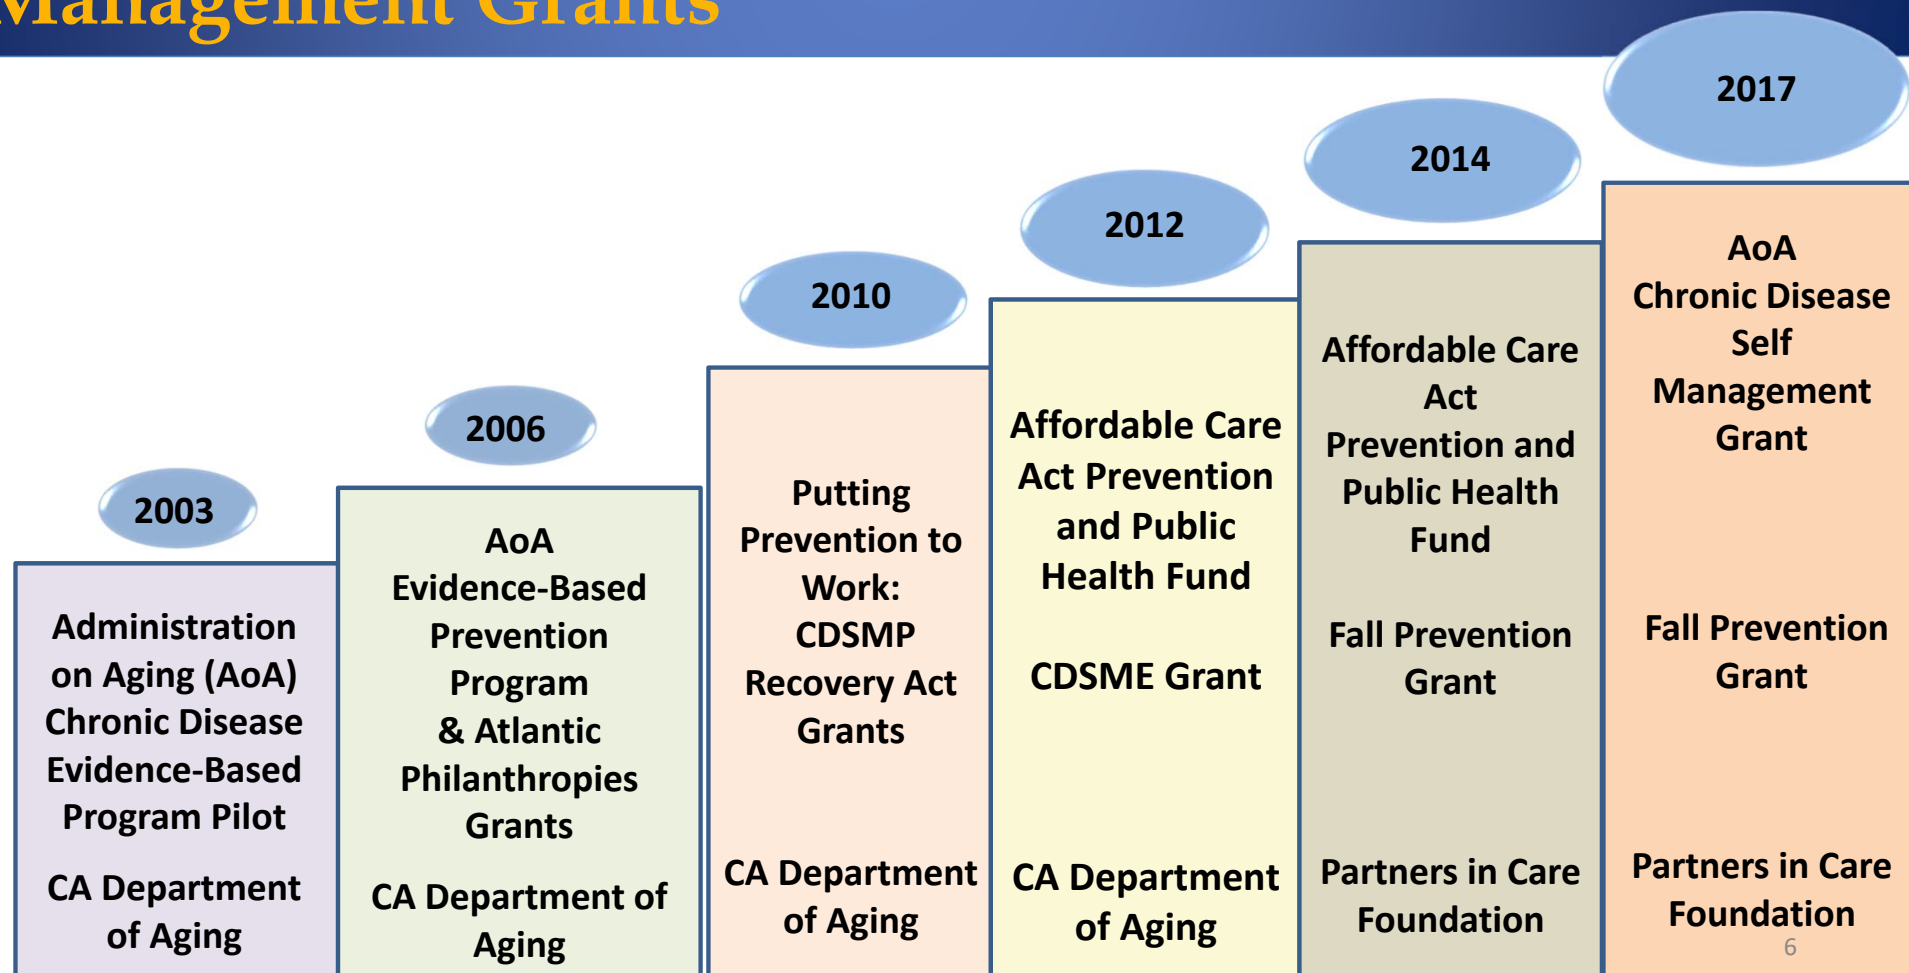 Management Grants
2003
Administration
on Aging (AoA)
Chronic Disease
Evidence-Based
Program Pilot
CA Department
of Aging
2006
AoA
Evidence-Based
Prevention
Program
& Atlantic
Philanthropies
Grants
CA Department of
Aging
2010
Putting
Prevention to
Work:
CDSMP
Recovery Act
Grants
CA Department
of Aging
2012
Affordable Care
Act Prevention
and Public
Health Fund
CDSME Grant
CA Department
of Aging
2014
Affordable Care
Act
Prevention and
Public Health
Fund
Fall Prevention
Grant
Partners in Care
Foundation
2017
AoA
Chronic Disease
Self
Management
Grant
Fall Prevention
Grant
Partners in Care
Foundation
6